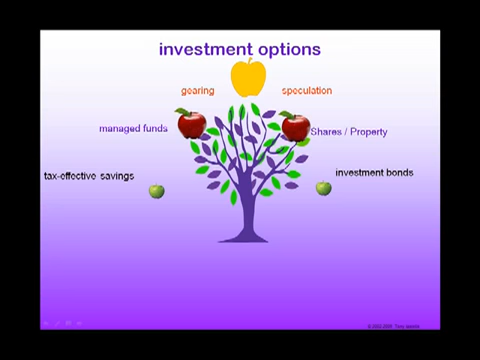 investment options
gearing
speculation
managed funds
Shares / Property
tax-effective savings
investment bonds